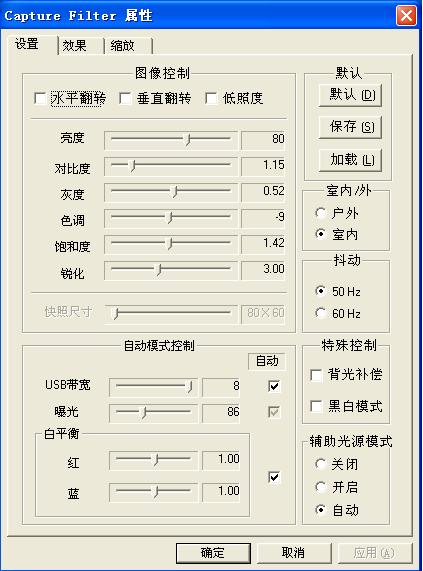 Capture Filter 属性
设置 效果 缩放
图像控制
水平翻转 垂直翻转 低照度
亮度 80
对比度 1.15
灰度 0.52
色调 -9
饱和度 1.42
锐化 3.00
快照尺寸 80×60
默认
默认 (D)
保存 (S)
加载 (L)
室内/外
户外
室内
抖动
50 Hz
60 Hz
自动模式控制
自动
USB带宽 8
曝光 86
白平衡
红 1.00
蓝 1.00
特殊控制
背光补偿
黑白模式
辅助光源模式
关闭
开启
自动
确定 取消 应用 (A)